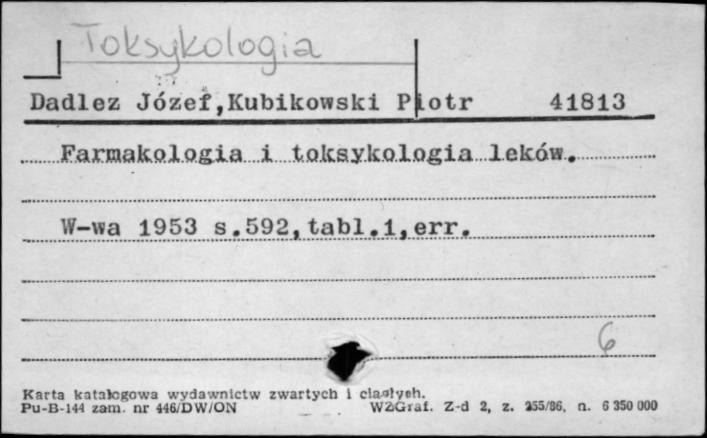 Toksykologia
Dadlez Józef,Kubikowski Piotr 41813
Farmakologia i toksykologia leków.
W-wa 1953 s.592,tabl.1,err.
6
Karta katalogowa wydawnictw zwartych i ciągłych.
Pu-B-144 zam. nr 446/DW/ON WZGraf. Z-d 2, z. 255/86, n. 6 350 000